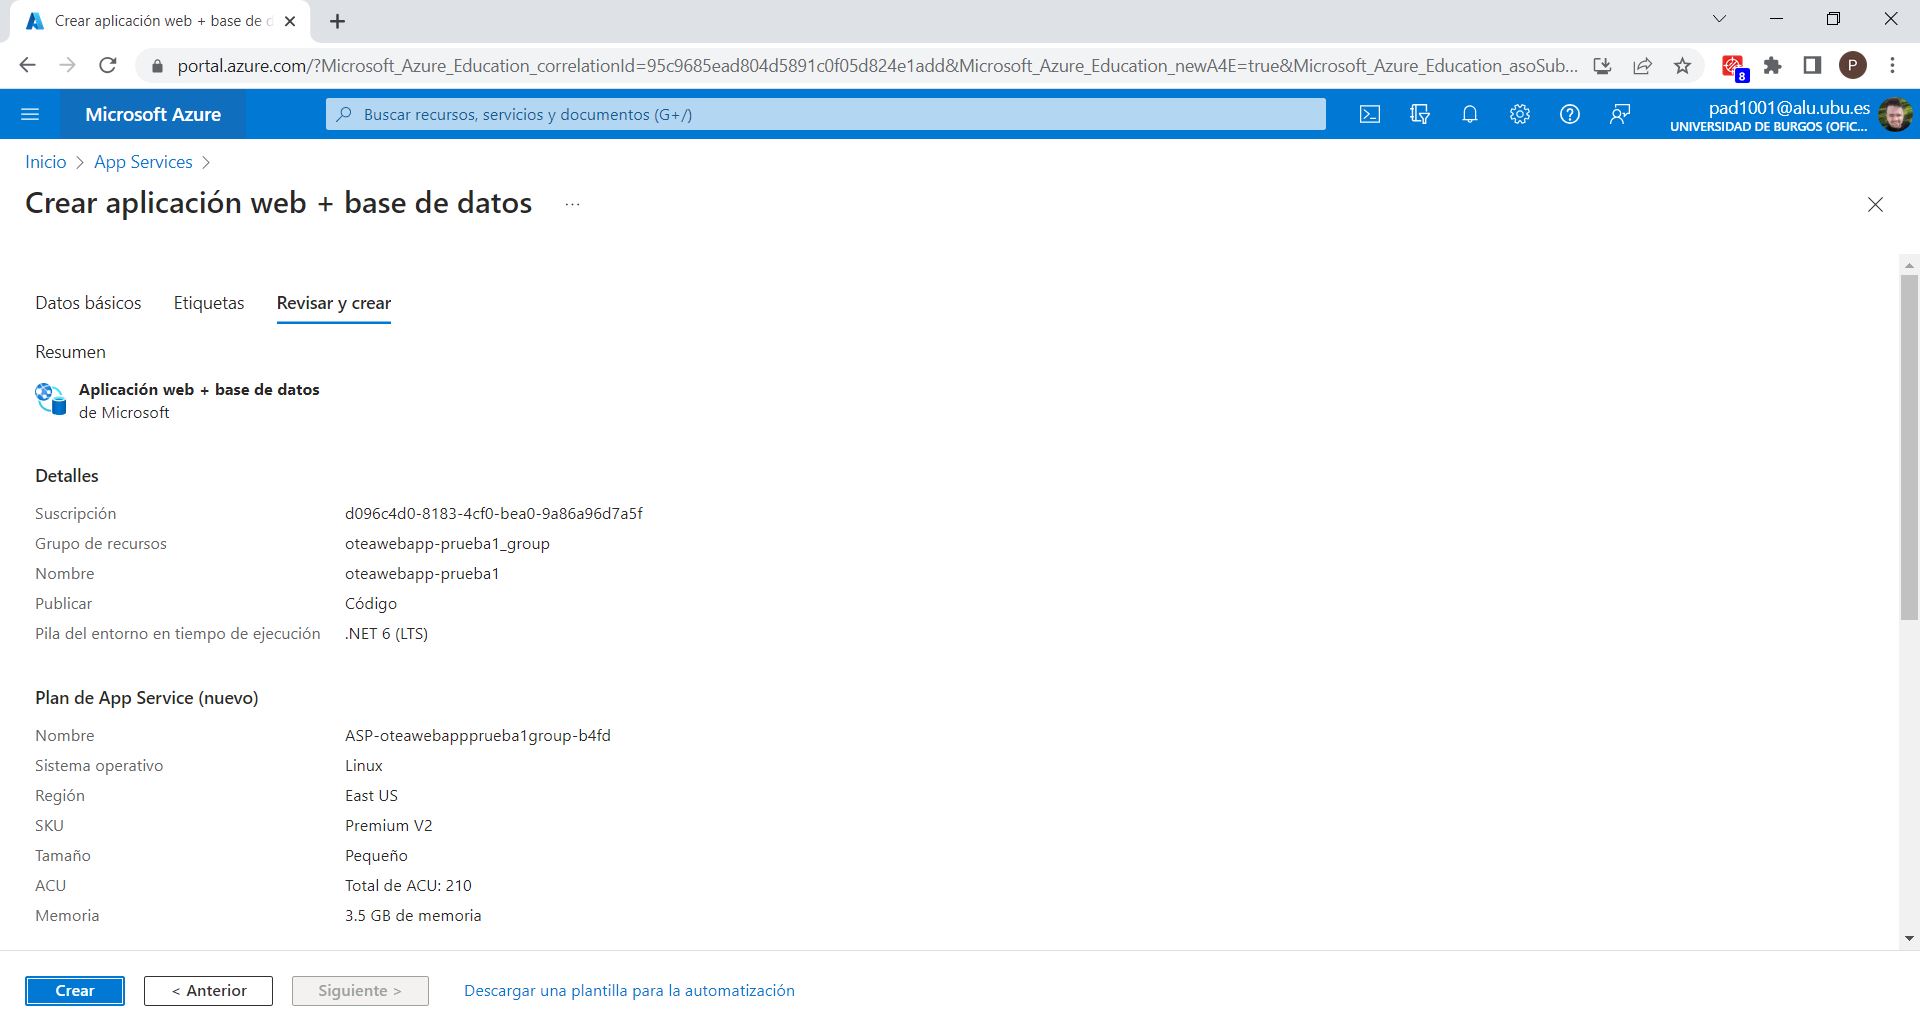 Crear aplicación web + base de d
portal.azure.com/?Microsoft_Azure_Education_correlationId=95c9685ead804d5891c0f05d824e1add&Microsoft_Azure_Education_newA4E=true&Microsoft_Azure_Education_asoSub...
8
P
Microsoft Azure
Buscar recursos, servicios y documentos (G+/)
pad1001@alu.ubu.es
UNIVERSIDAD DE BURGOS (OFIC...
Inicio > App Services >
Crear aplicación web + base de datos ...
Datos básicos Etiquetas Revisar y crear
Resumen
Aplicación web + base de datos
de Microsoft
Detalles
Suscripción d096c4d0-8183-4cf0-bea0-9a86a96d7a5f
Grupo de recursos oteawebapp-prueba1_group
Nombre oteawebapp-prueba1
Publicar Código
Pila del entorno en tiempo de ejecución .NET 6 (LTS)
Plan de App Service (nuevo)
Nombre ASP-oteawebappprueba1group-b4fd
Sistema operativo Linux
Región East US
SKU Premium V2
Tamaño Pequeño
ACU Total de ACU: 210
Memoria 3.5 GB de memoria
Crear < Anterior Siguiente > Descargar una plantilla para la automatización